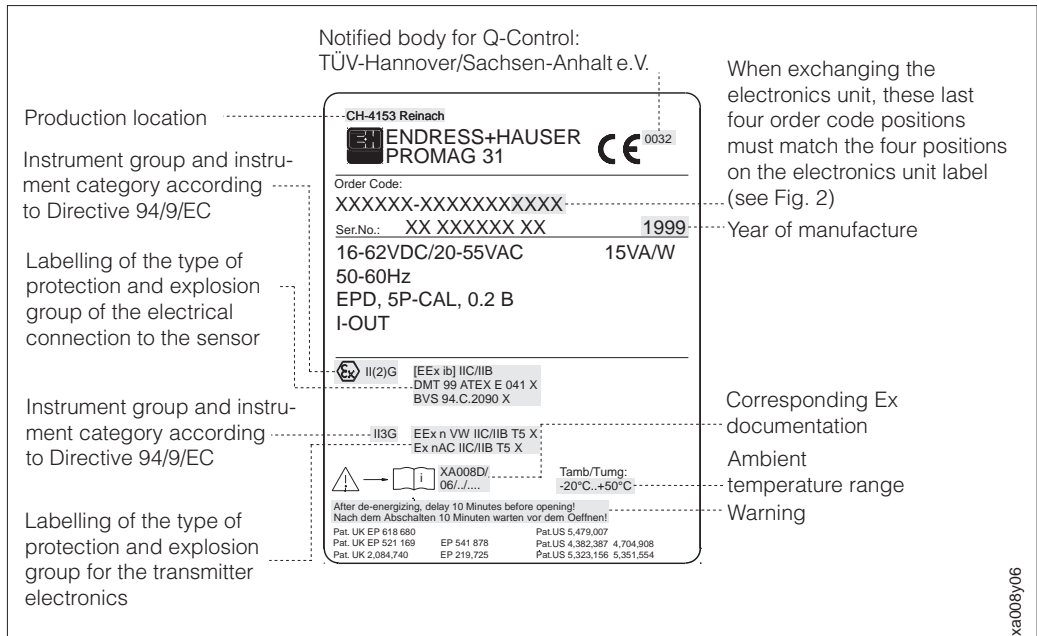 Notified body for Q-Control:
TÜV-Hannover/Sachsen-Anhalt e.V.
Production location
Instrument group and instru-
ment category according
to Directive 94/9/EC
Labelling of the type of
protection and explosion
group of the electrical
connection to the sensor
Instrument group and instru-
ment category according
to Directive 94/9/EC
Labelling of the type of
protection and explosion
group for the transmitter
electronics
CH-4153 Reinach
EH ENDRESS+HAUSER
PROMAG 31
CE 0032
Order Code:
XXXXXX-XXXXXXXXXXX
Ser.No.: XX XXXXXX XX 1999
16-62VDC/20-55VAC 15VA/W
50-60Hz
EPD, 5P-CAL, 0.2 B
I-OUT
Ex II(2)G [EEx ib] IIC/IIB
DMT 99 ATEX E 041 X
BVS 94.C.2090 X
II3G EEx n VW IIC/IIB T5 X
Ex nAC IIC/IIB T5 X
i XA008D/
06/../....
Tamb/Tumg:
-20°C..+50°C
After de-energizing, delay 10 Minutes before opening!
Nach dem Abschalten 10 Minuten warten vor dem Oeffnen!
Pat. UK EP 618 680 Pat.US 5,479,007
Pat. UK EP 521 169 EP 541 878 Pat.US 4,382,387 4,704,908
Pat. UK 2,084,740 EP 219,725 Pat.US 5,323,156 5,351,554
When exchanging the
electronics unit, these last
four order code positions
must match the four positions
on the electronics unit label
(see Fig. 2)
Year of manufacture
Corresponding Ex
documentation
Ambient
temperature range
Warning
xa008y06